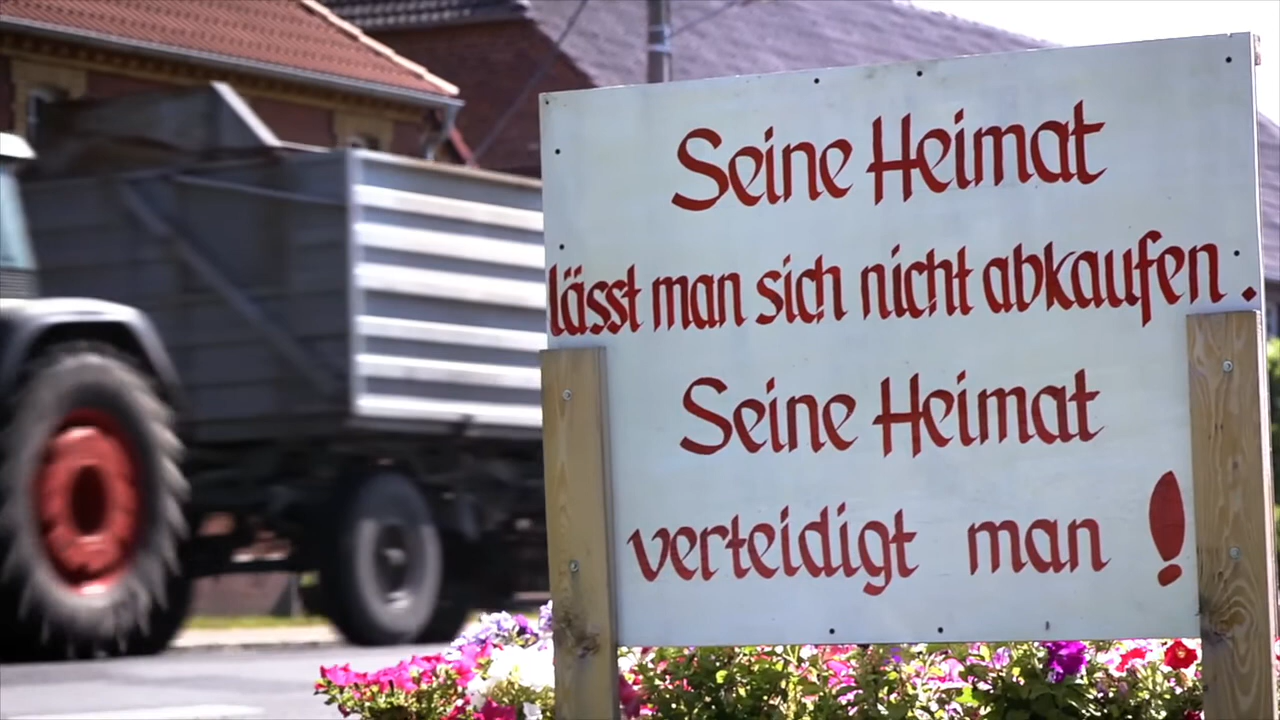 Seine Heimat
lässt man sich nicht abkaufen.
Seine Heimat
verteidigt man !